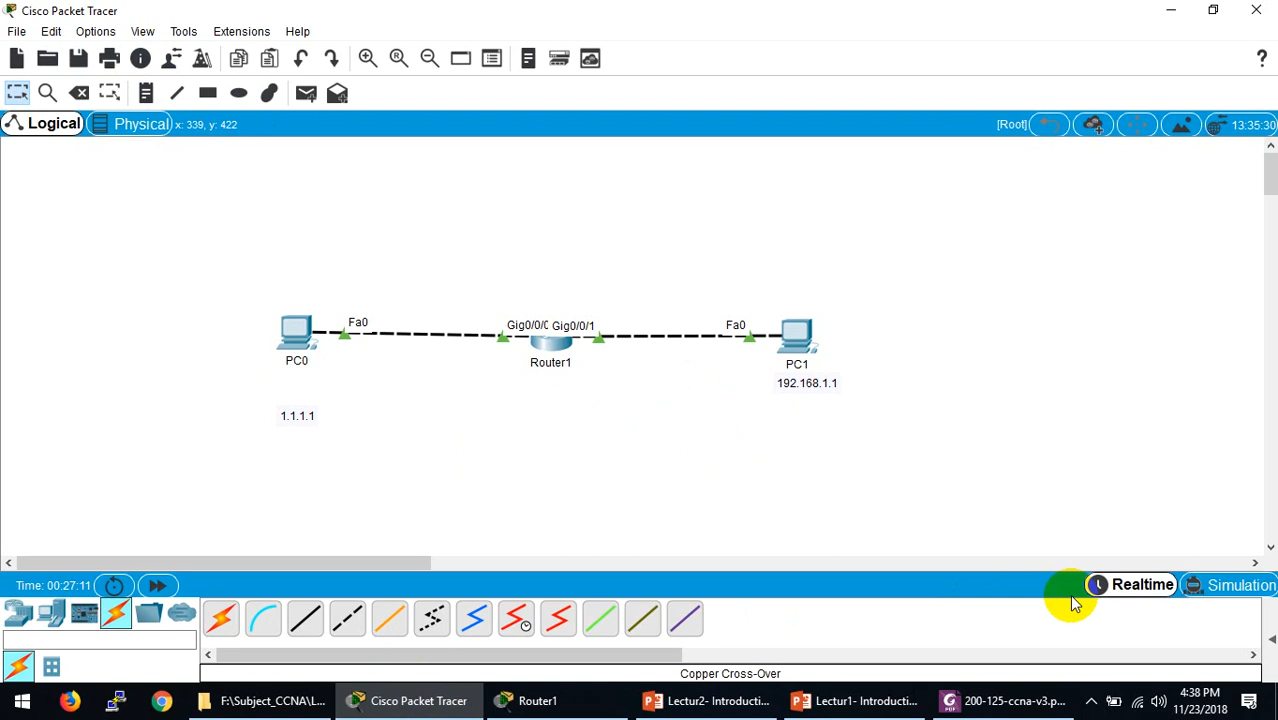 Cisco Packet Tracer
File Edit Options View Tools Extensions Help
Logical Physical x: 339, y: 422 [Root] 13:35:30
Fa0 Gig0/0/0 Gig0/0/1 Fa0
PC0 Router1 PC1
192.168.1.1
1.1.1.1
Time: 00:27:11 Realtime Simulation
Copper Cross-Over
F:\Subject_CCNA\L... Cisco Packet Tracer Router1 Lectur2- Introducti... Lectur1- Introducti... 200-125-ccna-v3.p... 4:38 PM
11/23/2018